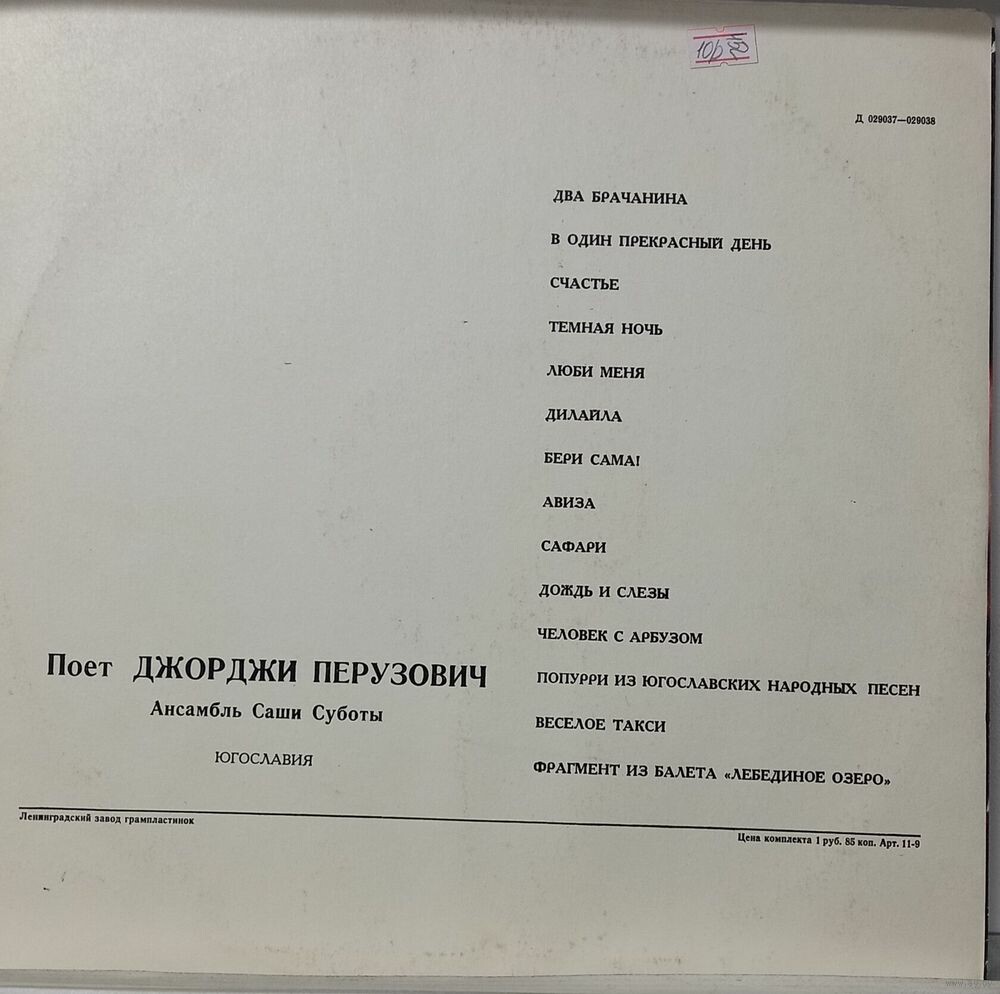 10р
Д 029037—029038
ДВА БРАЧАНИНА
В ОДИН ПРЕКРАСНЫЙ ДЕНЬ
СЧАСТЬЕ
ТЕМНАЯ НОЧЬ
ЛЮБИ МЕНЯ
ДИЛАЙЛА
БЕРИ САМА!
АВИЗА
САФАРИ
ДОЖДЬ И СЛЕЗЫ
ЧЕЛОВЕК С АРБУЗОМ
ПОПУРРИ ИЗ ЮГОСЛАВСКИХ НАРОДНЫХ ПЕСЕН
ВЕСЕЛОЕ ТАКСИ
ФРАГМЕНТ ИЗ БАЛЕТА «ЛЕБЕДИНОЕ ОЗЕРО»
Поет ДЖОРДЖИ ПЕРУЗОВИЧ
Ансамбль Саши Суботы
ЮГОСЛАВИЯ
Ленинградский завод грампластинок
Цена комплекта 1 руб. 85 коп. Арт. 11-9